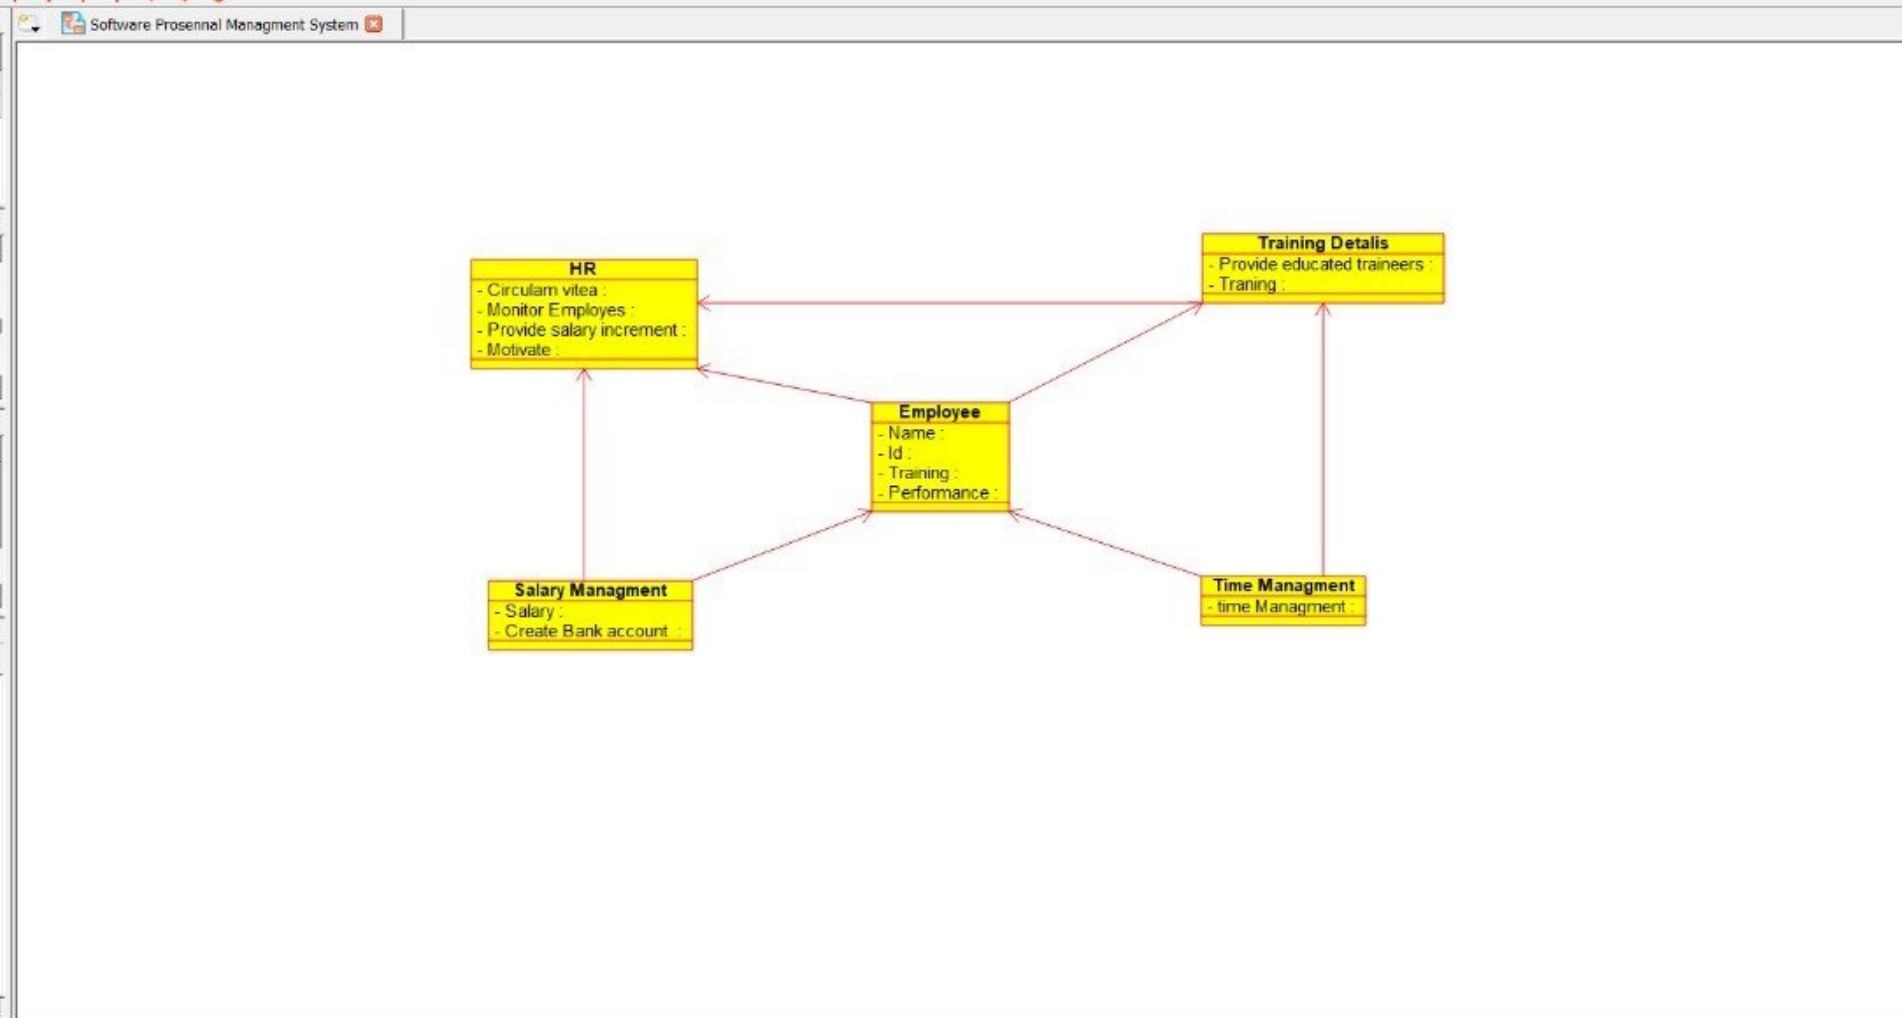 Software Prosennal Managment System
Training Detalis
- Provide educated traineers :
- Traning :
HR
- Circulam vitea :
- Monitor Employes :
- Provide salary increment :
- Motivate :
Employee
- Name :
- Id :
- Training :
- Performance :
Salary Managment
- Salary :
- Create Bank account :
Time Managment
- time Managment :